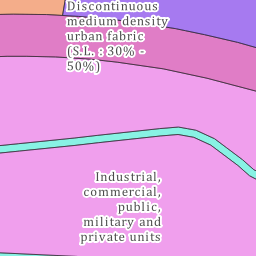 Discontinuous
medium density
urban fabric
(S.L. : 30% -
50%)
Industrial,
commercial,
public,
military and
private units